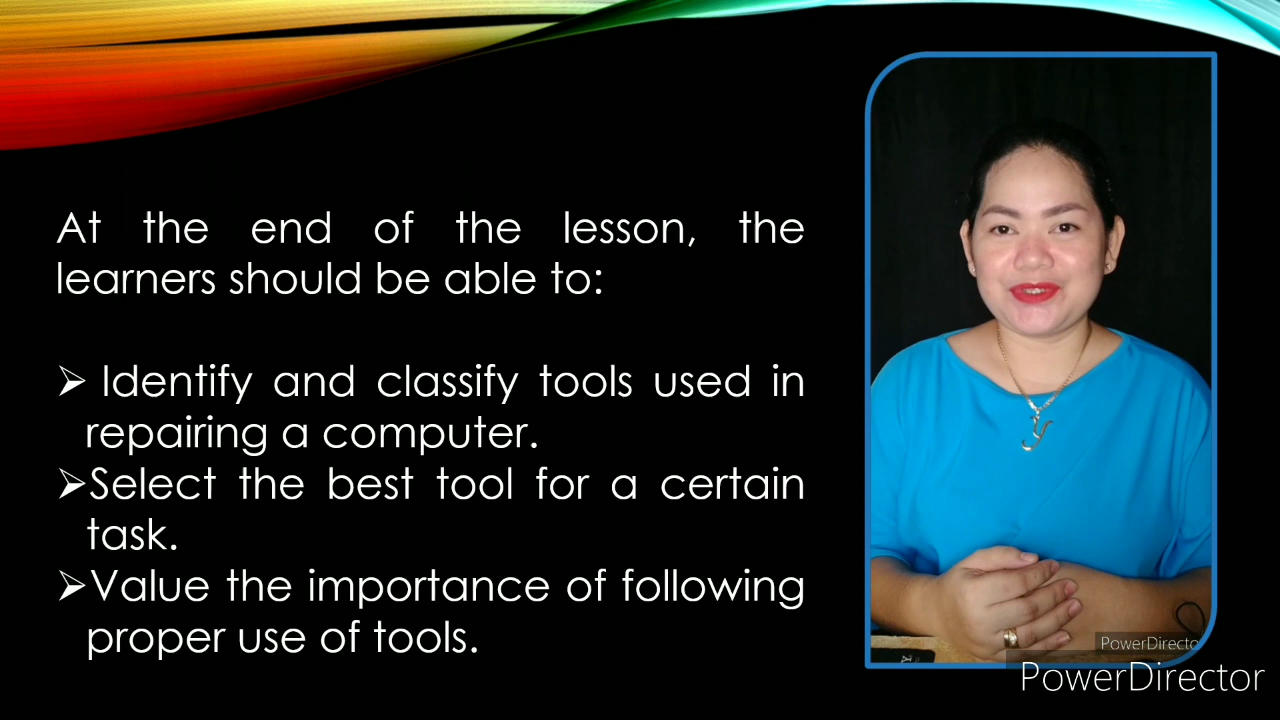 At the end of the lesson, the
learners should be able to:
➢ Identify and classify tools used in
repairing a computer.
➢Select the best tool for a certain
task.
➢Value the importance of following
proper use of tools.
Y
PowerDirecto
PowerDirector